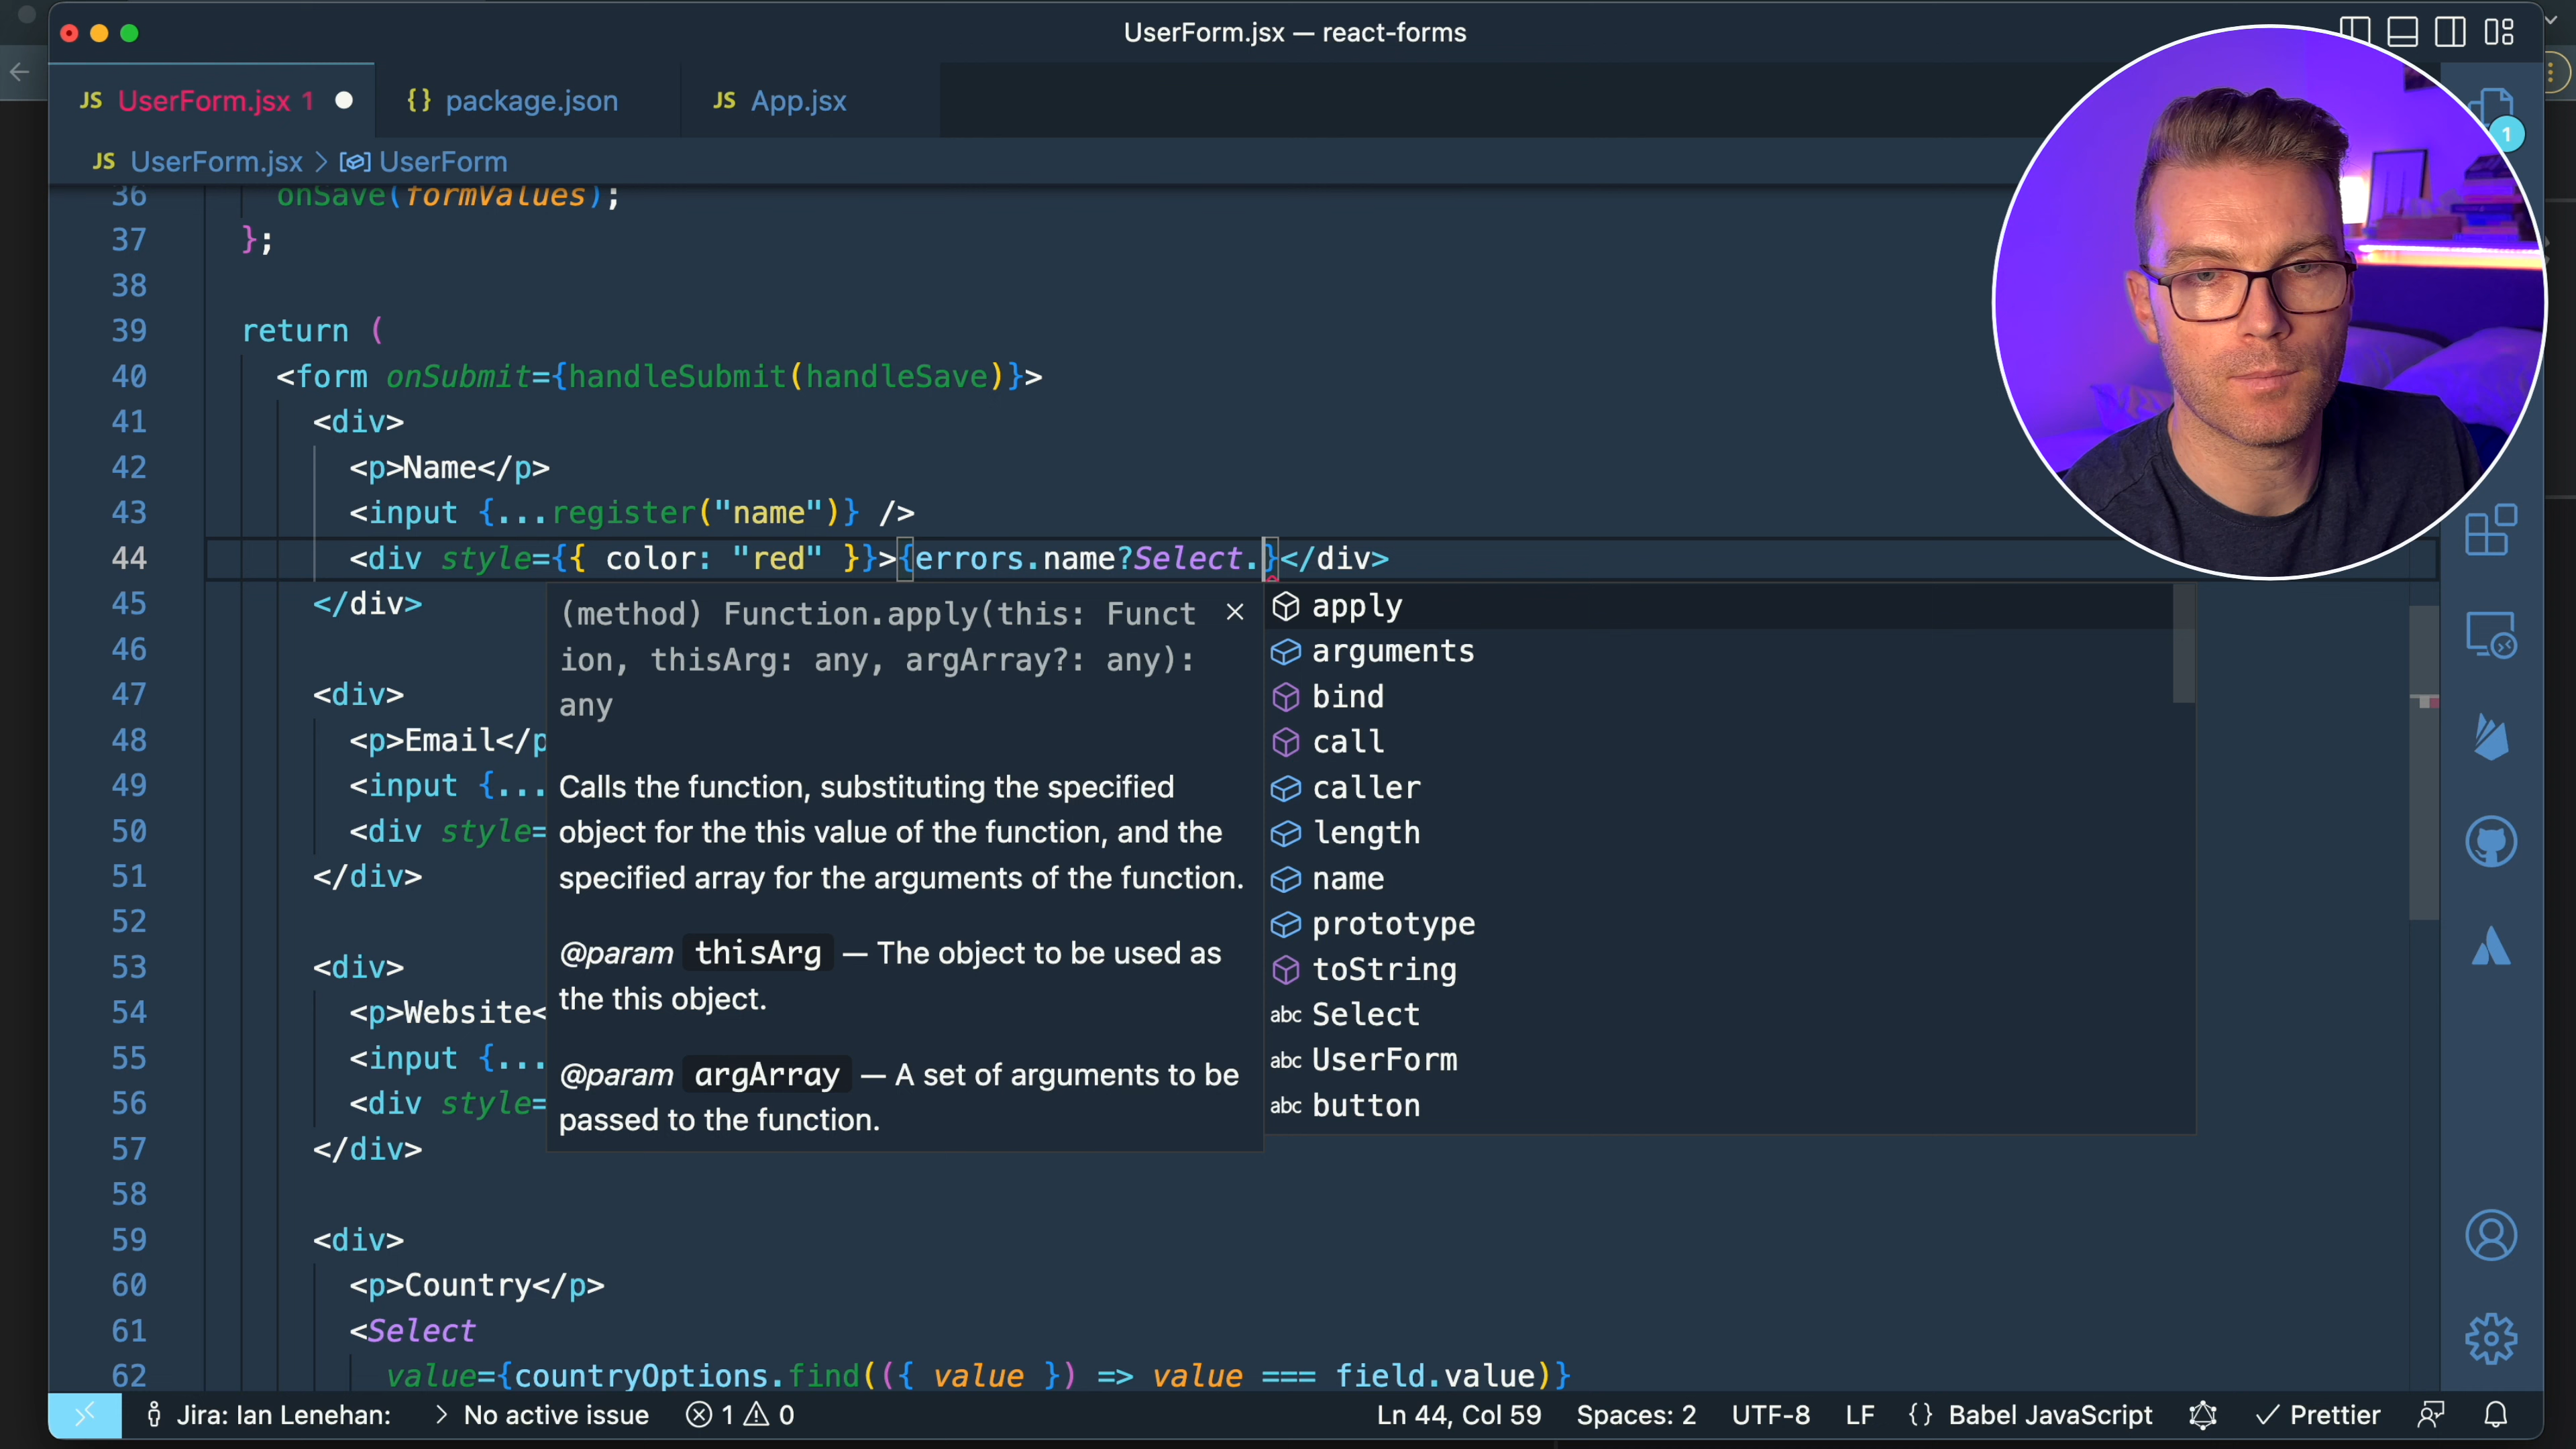 UserForm.jsx — react-forms
JS UserForm.jsx 1
{} package.json
JS App.jsx
1
JS UserForm.jsx > UserForm
36 onSave(formValues);
37 };
38
39 return (
40 <form onSubmit={handleSubmit(handleSave)}>
41 <div>
42 <p>Name</p>
43 <input {...register("name")} />
44 <div style={{ color: "red" }}>{errors.name?Select.}</div>
45 </div>
46
47 <div>
48 <p>Email</p
49 <input {...
50 <div style=
51 </div>
52
53 <div>
54 <p>Website<
55 <input {...
56 <div style=
57 </div>
58
59 <div>
60 <p>Country</p>
61 <Select
62 value={countryOptions.find(({ value }) => value === field.value)}
(method) Function.apply(this: Funct
ion, thisArg: any, argArray?: any):
any
Calls the function, substituting the specified
object for the this value of the function, and the
specified array for the arguments of the function.
@param thisArg — The object to be used as
the this object.
@param argArray — A set of arguments to be
passed to the function.
apply
arguments
bind
call
caller
length
name
prototype
toString
abc Select
abc UserForm
abc button
Jira: Ian Lenehan: > No active issue 1 0
Ln 44, Col 59 Spaces: 2 UTF-8 LF {} Babel JavaScript Prettier